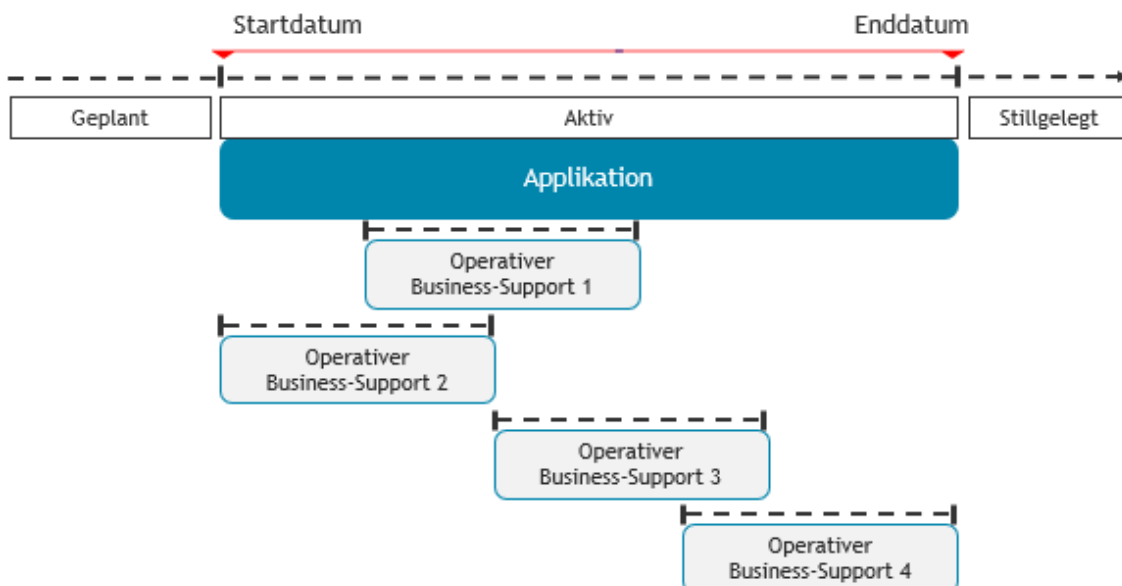 Startdatum
Enddatum
Geplant
Aktiv
Stillgelegt
Applikation
Operativer
Business-Support 1
Operativer
Business-Support 2
Operativer
Business-Support 3
Operativer
Business-Support 4